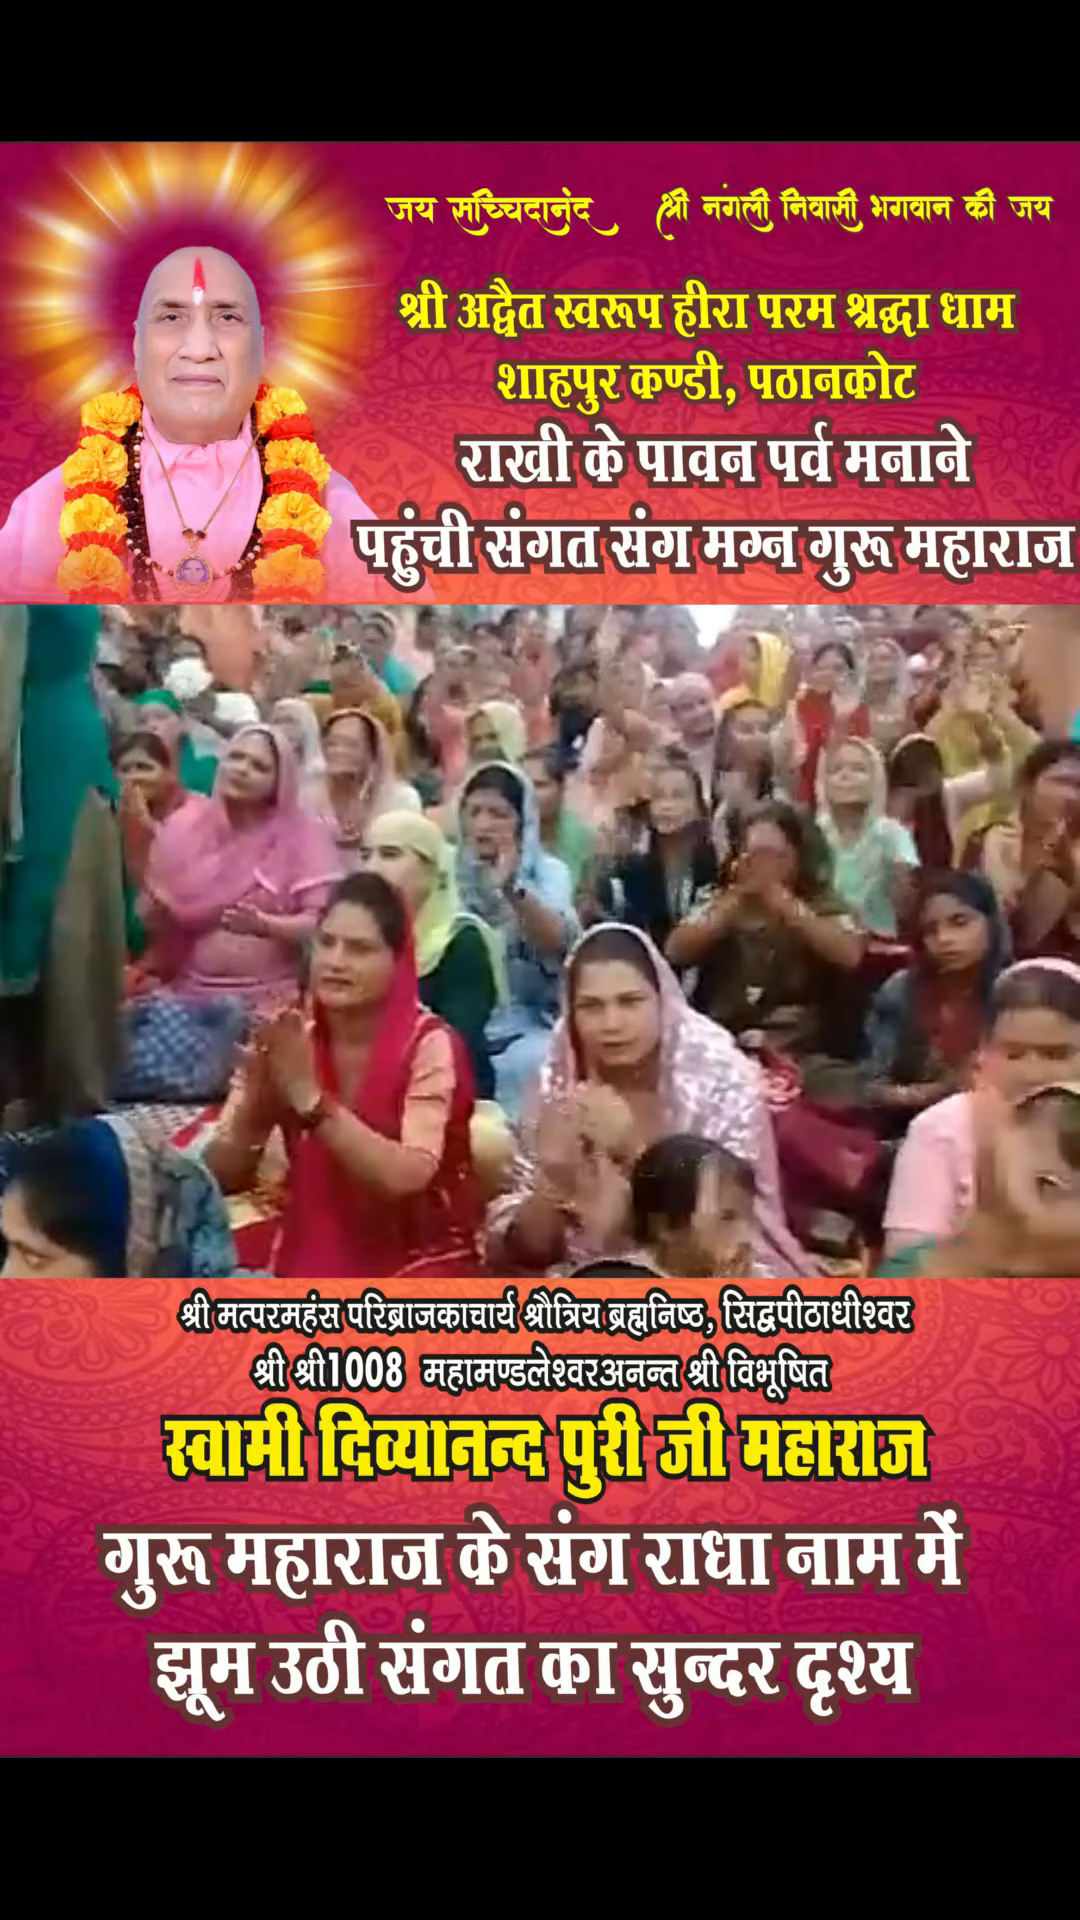 जय सच्चिदानंद श्री नंगली निवासी भगवान की जय
श्री अद्वैत स्वरूप हीरा परम श्रद्धा धाम
शाहपुर कण्डी, पठानकोट
राखी के पावन पर्व मनाने
पहुंची संगत संग मग्न गुरू महाराज
श्री मत्परमहंस परिब्राजकाचार्य श्रौत्रिय ब्रह्मनिष्ठ, सिद्वपीठाधीश्वर
श्री श्री1008 महामण्डलेश्वरअनन्त श्री विभूषित
स्वामी दिव्यानन्द पुरी जी महाराज
गुरू महाराज के संग राधा नाम में
झूम उठी संगत का सुन्दर दृश्य